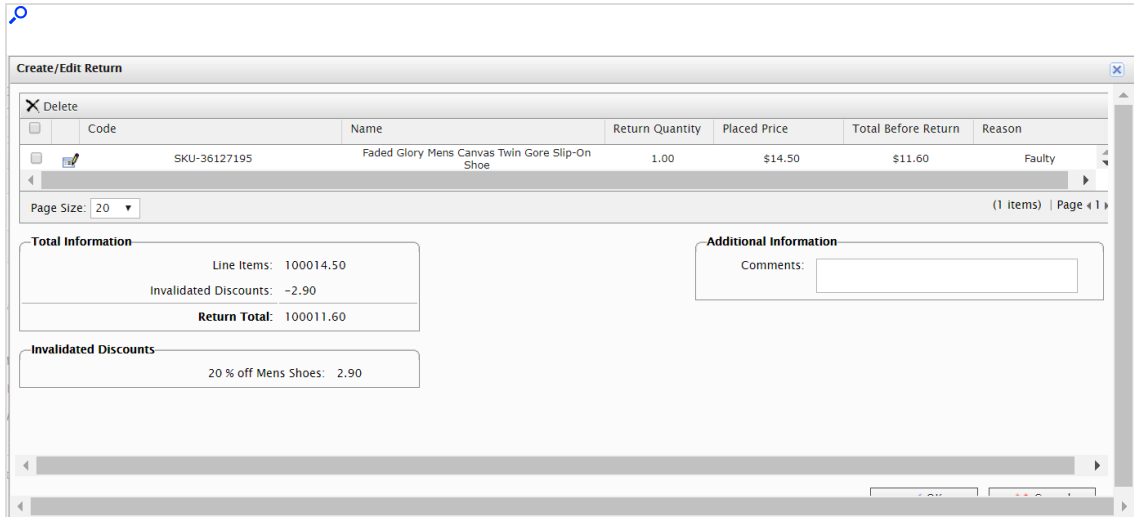 Create/Edit Return
Delete
Code Name Return Quantity Placed Price Total Before Return Reason
SKU-36127195 Faded Glory Mens Canvas Twin Gore Slip-On 1.00 $14.50 $11.60 Faulty
Shoe
Page Size: 20 (1 items) | Page 1
Total Information
Line Items: 100014.50
Invalidated Discounts: -2.90
Return Total: 100011.60
Additional Information
Comments:
Invalidated Discounts
20 % off Mens Shoes: 2.90